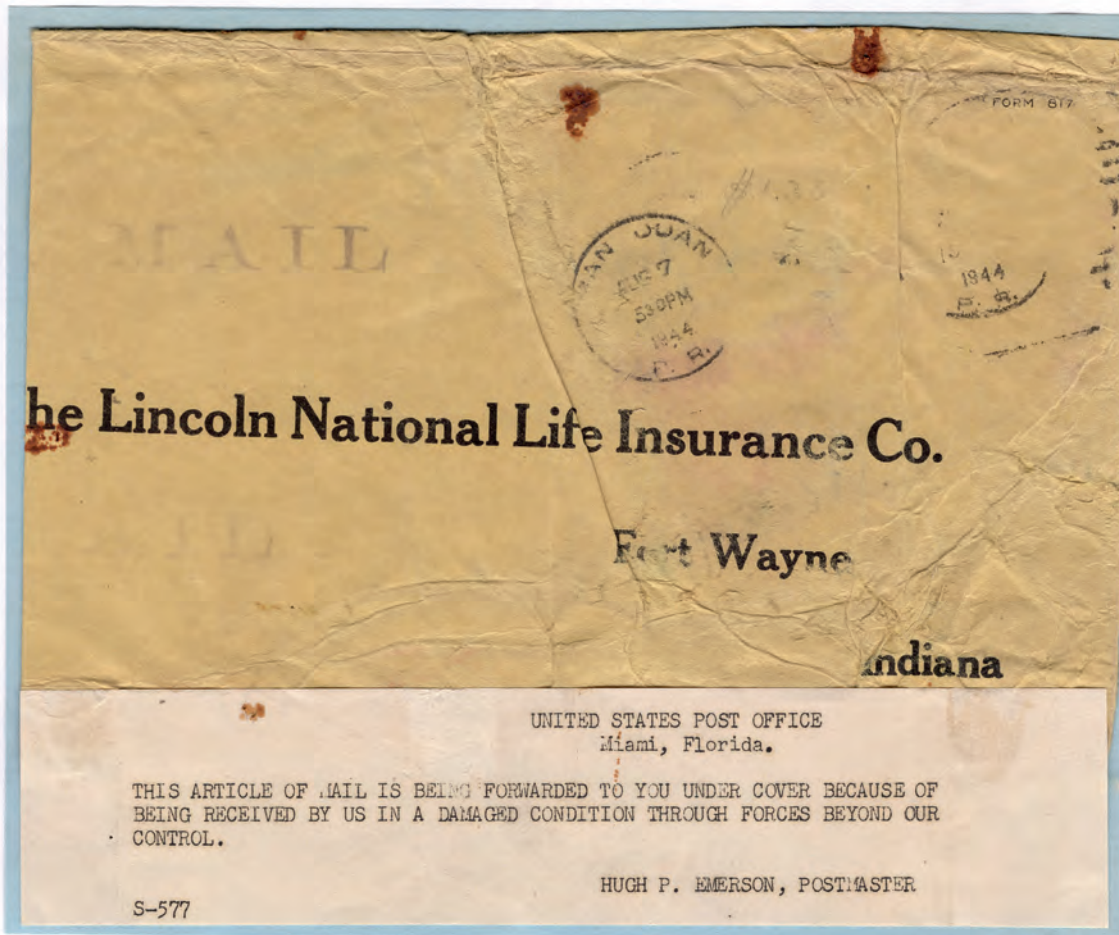 FORM 817
SAN JUAN
AUG 7
530PM
1944
P. R.
1944
P. R.
he Lincoln National Life Insurance Co.
Fort Wayne
Indiana
UNITED STATES POST OFFICE
Miami, Florida.
THIS ARTICLE OF MAIL IS BEING FORWARDED TO YOU UNDER COVER BECAUSE OF
BEING RECEIVED BY US IN A DAMAGED CONDITION THROUGH FORCES BEYOND OUR
CONTROL.
HUGH P. EMERSON, POSTMASTER
S-577